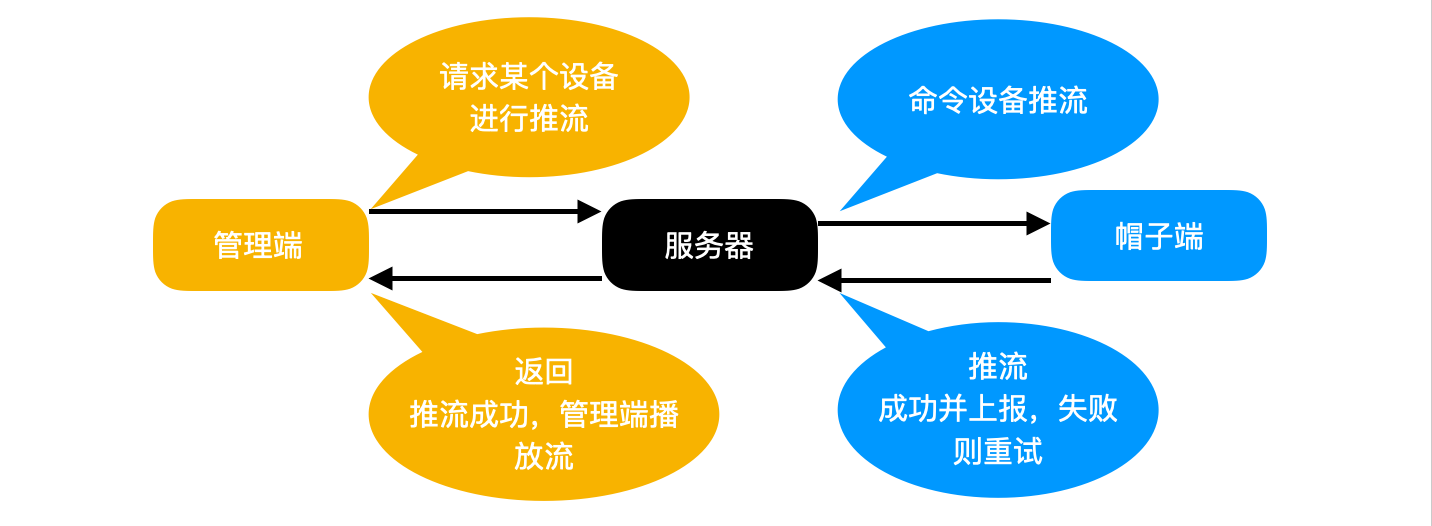 请求某个设备
进行推流
命令设备推流
管理端
服务器
帽子端
返回
推流成功，管理端播
放流
推流
成功并上报，失败
则重试